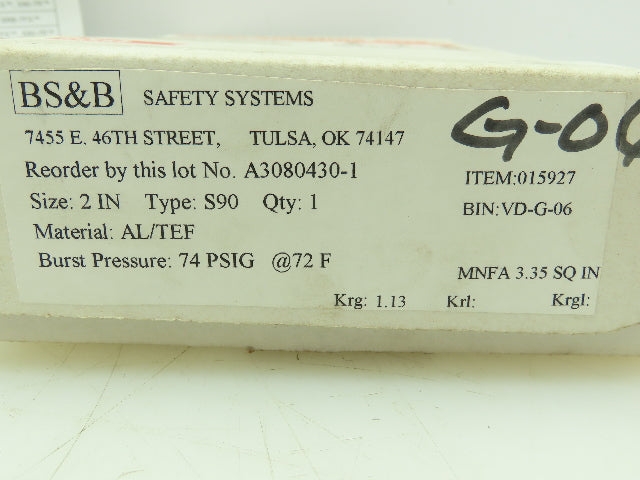 BS&B SAFETY SYSTEMS
7455 E. 46TH STREET, TULSA, OK 74147
G-06
Reorder by this lot No. A3080430-1
ITEM:015927
Size: 2 IN Type: S90 Qty: 1
BIN:VD-G-06
Material: AL/TEF
Burst Pressure: 74 PSIG @72 F
MNFA 3.35 SQ IN
Krg: 1.13 Krl: Krgl: